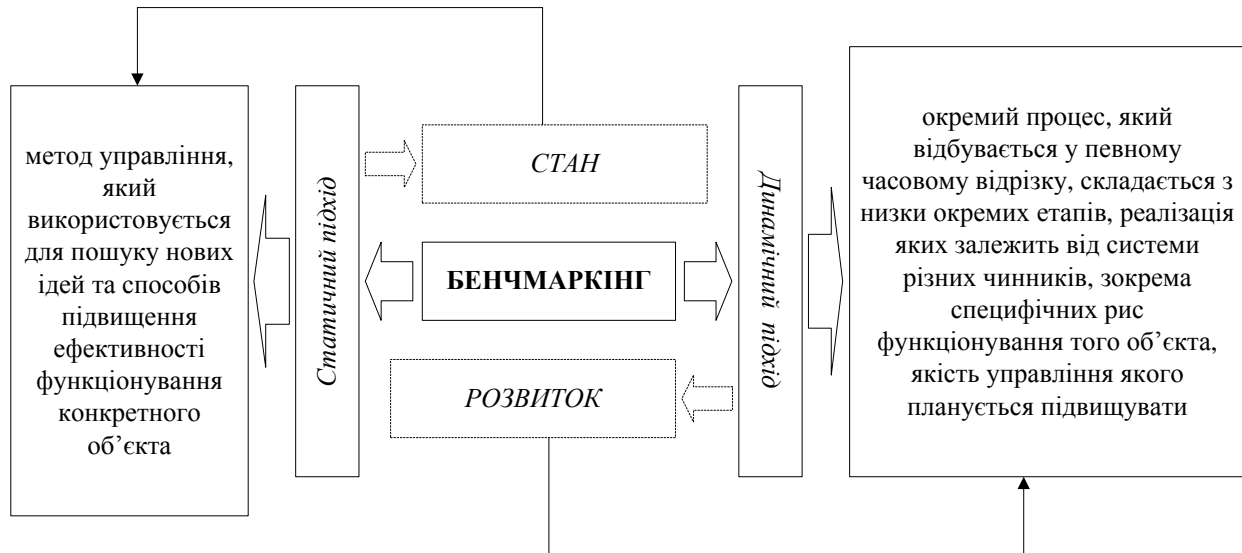 метод управління,
який
використовується
для пошуку нових
ідей та способів
підвищення
ефективності
функціонування
конкретного
об’єкта
Статичний підхід
СТАН
БЕНЧМАРКІНГ
РОЗВИТОК
Динамічний підхід
окремий процес, який
відбувається у певному
часовому відрізку, складається з
низки окремих етапів, реалізація
яких залежить від системи
різних чинників, зокрема
специфічних рис
функціонування того об’єкта,
якість управління якого
планується підвищувати